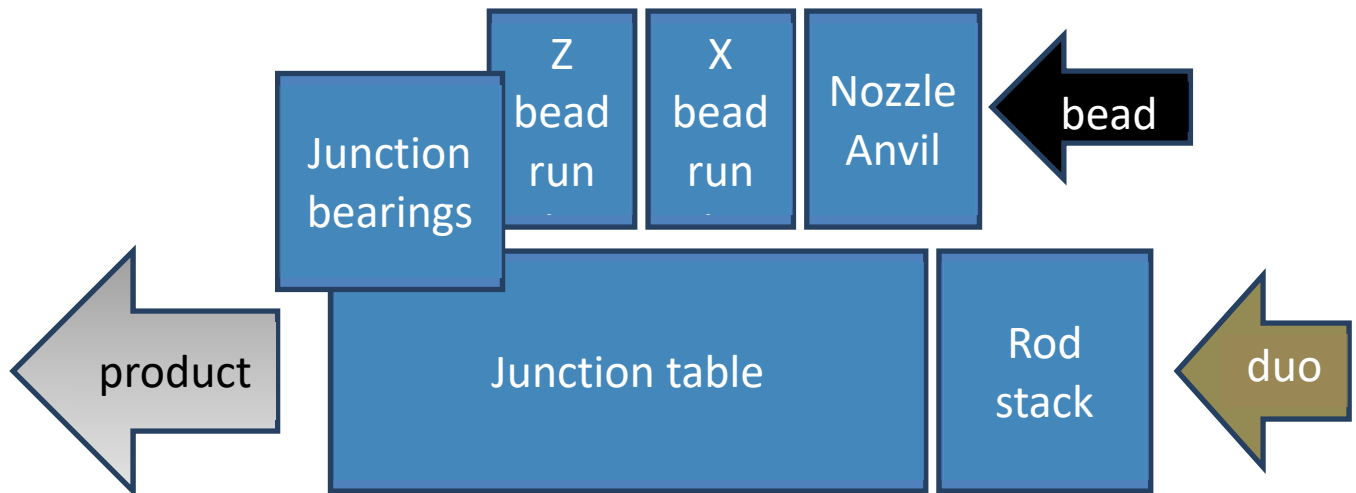 Z
bead
run
X
bead
run
Nozzle
Anvil
bead
Junction
bearings
product
Junction table
Rod
stack
duo